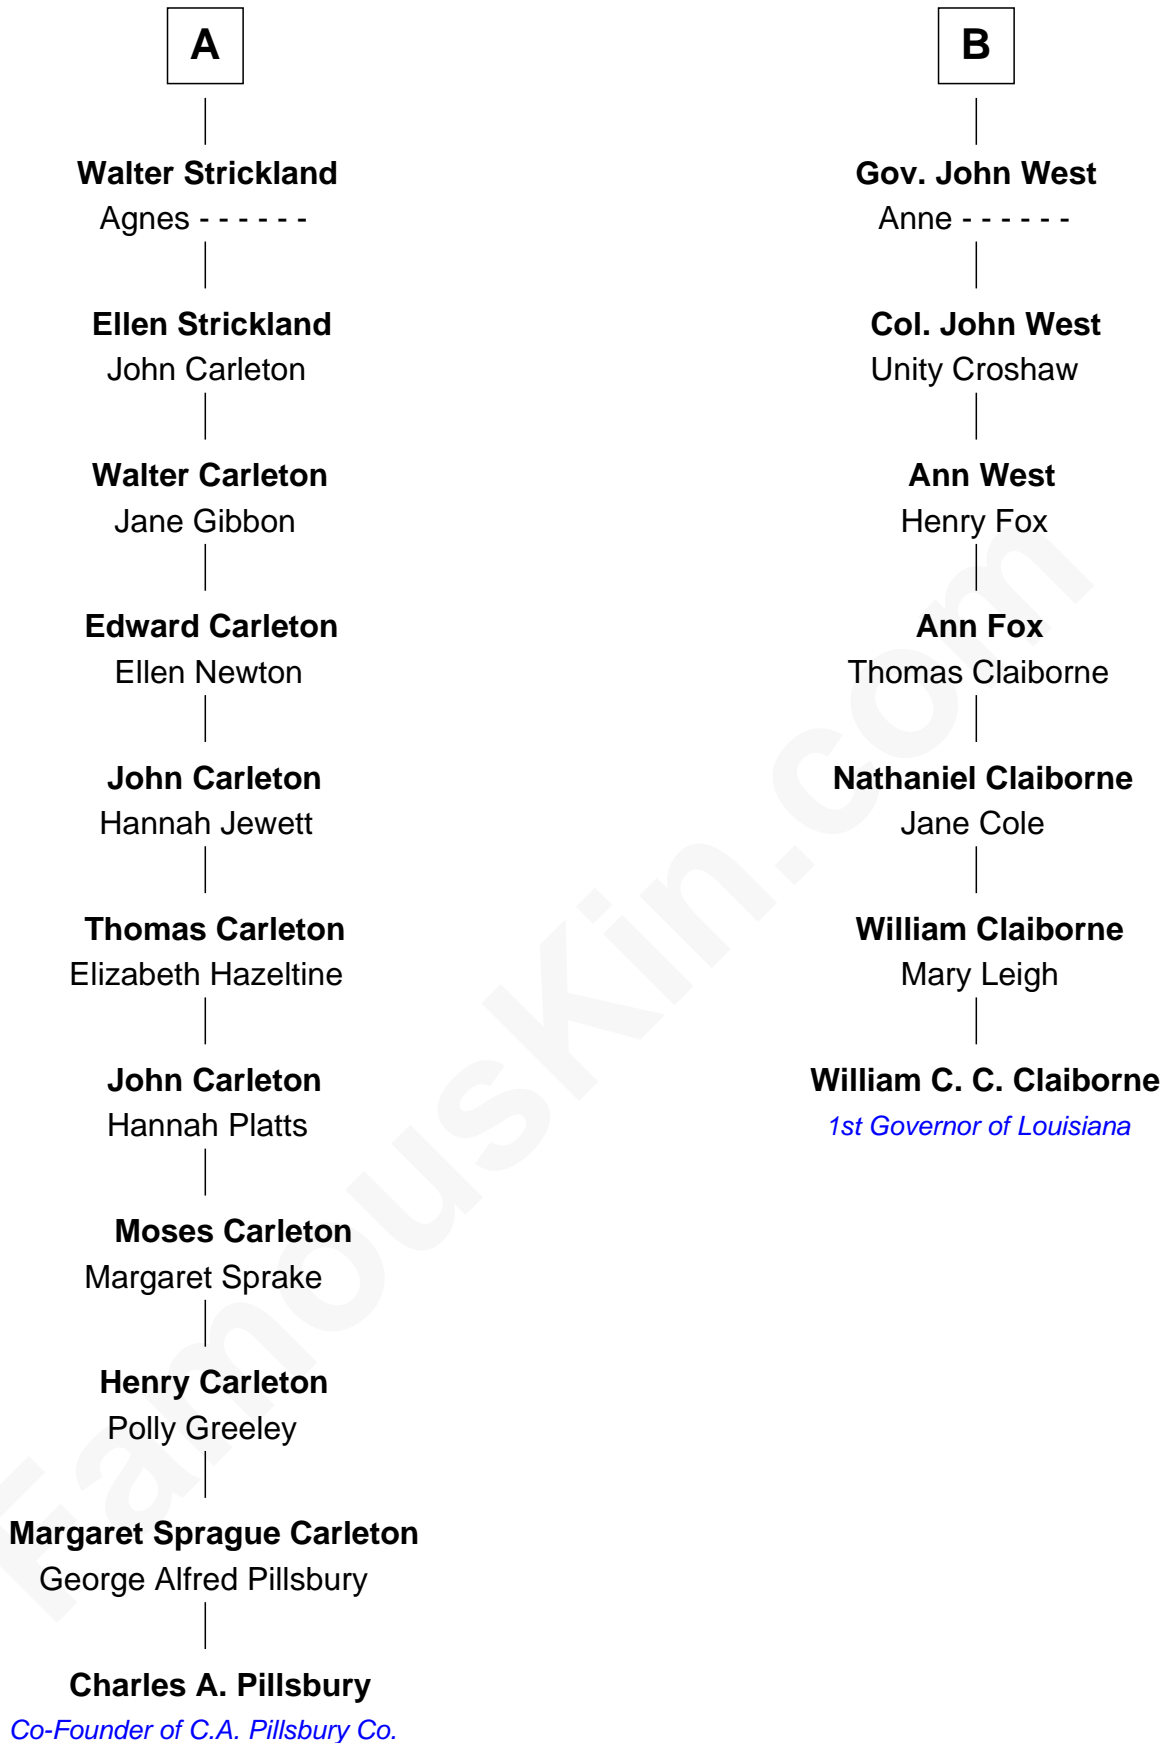 A
Walter Strickland
Agnes - - - - - -
Ellen Strickland
John Carleton
Walter Carleton
Jane Gibbon
Edward Carleton
Ellen Newton
John Carleton
Hannah Jewett
Thomas Carleton
Elizabeth Hazeltine
John Carleton
Hannah Platts
Moses Carleton
Margaret Sprake
Henry Carleton
Polly Greeley
Margaret Sprague Carleton
George Alfred Pillsbury
Charles A. Pillsbury
Co-Founder of C.A. Pillsbury Co.
B
Gov. John West
Anne - - - - - -
Col. John West
Unity Croshaw
Ann West
Henry Fox
Ann Fox
Thomas Claiborne
Nathaniel Claiborne
Jane Cole
William Claiborne
Mary Leigh
William C. C. Claiborne
1st Governor of Louisiana
FamousKin.com